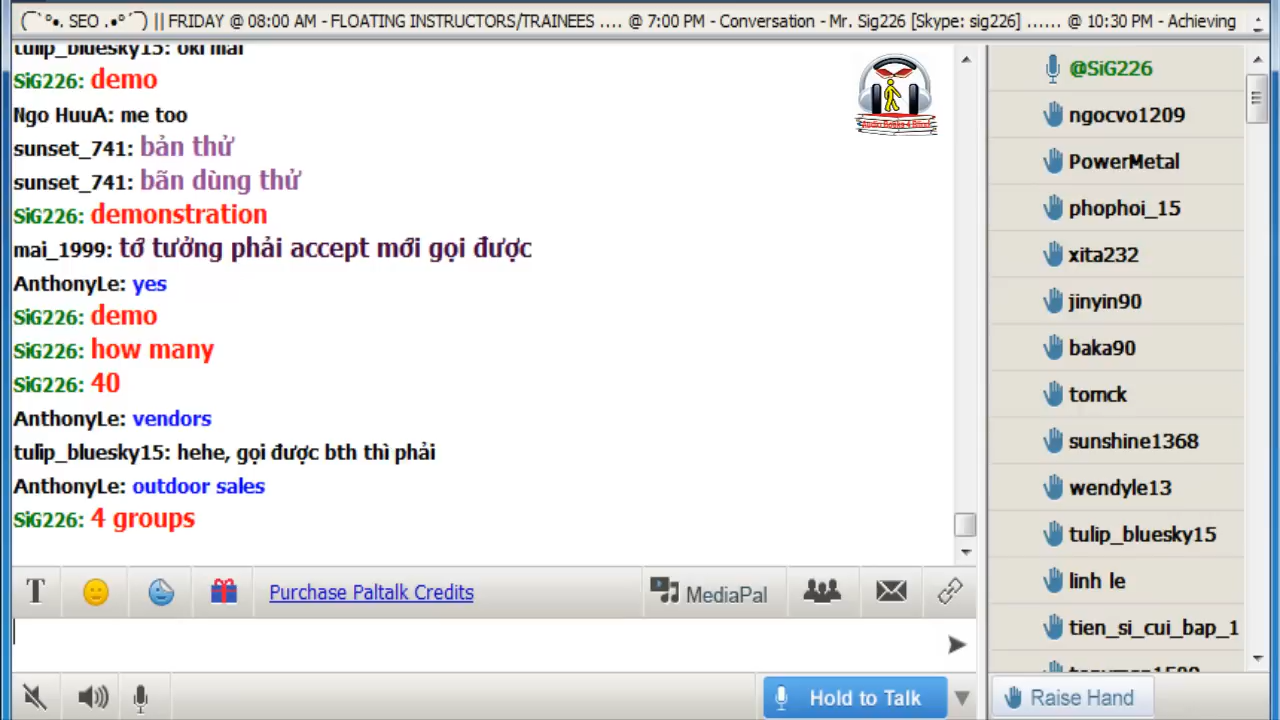 (¯`°•. SEO .•°´¯) || FRIDAY @ 08:00 AM - FLOATING INSTRUCTORS/TRAINEES .... @ 7:00 PM - Conversation - Mr. Sig226 [Skype: sig226] ...... @ 10:30 PM - Achieving
tulip_bluesky15: oki mai
SiG226: demo
Ngo HuuA: me too
sunset_741: bản thử
sunset_741: bãn dùng thử
SiG226: demonstration
mai_1999: tớ tưởng phải accept mới gọi được
AnthonyLe: yes
SiG226: demo
SiG226: how many
SiG226: 40
AnthonyLe: vendors
tulip_bluesky15: hehe, gọi được bth thì phải
AnthonyLe: outdoor sales
SiG226: 4 groups
T
Purchase Paltalk Credits
MediaPal
Hold to Talk
@SiG226
ngocvo1209
PowerMetal
phophoi_15
xita232
jinyin90
baka90
tomck
sunshine1368
wendyle13
tulip_bluesky15
linh le
tien_si_cui_bap_1
Raise Hand